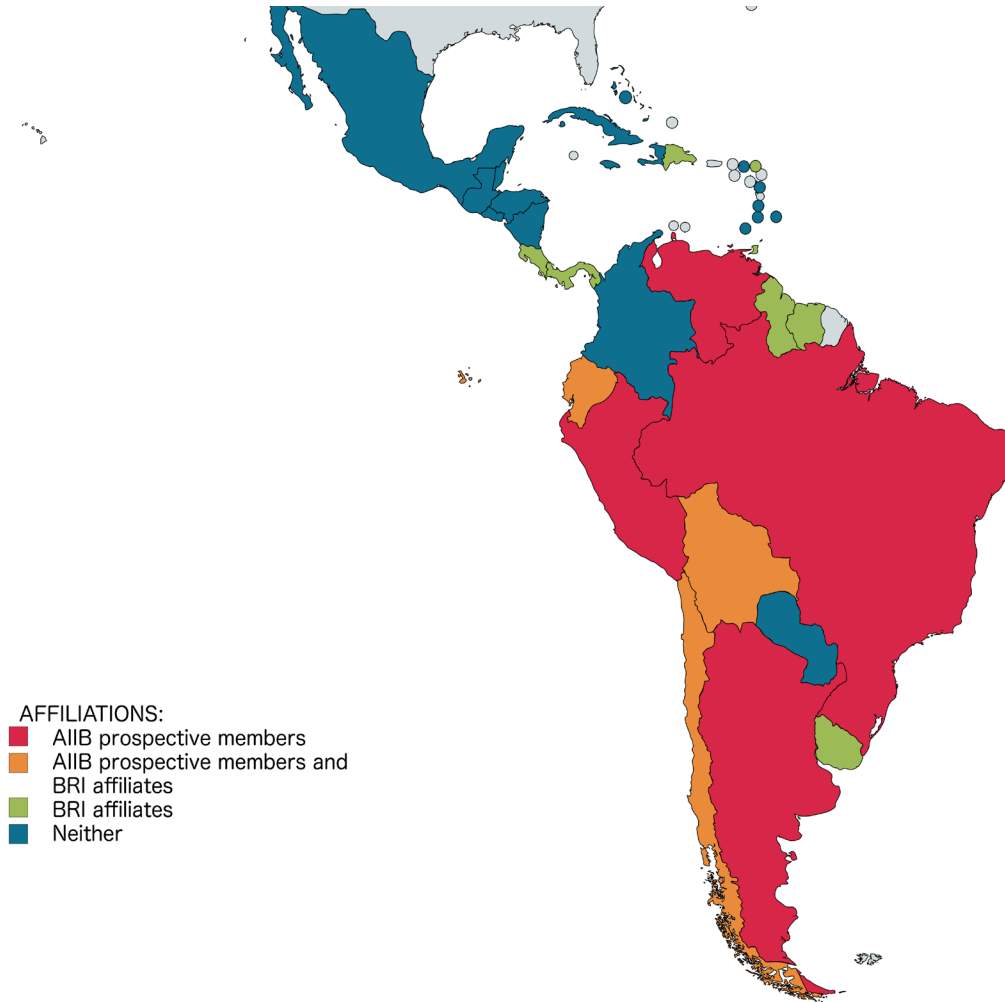 AFFILIATIONS:
AIIB prospective members
AIIB prospective members and
BRI affiliates
BRI affiliates
Neither